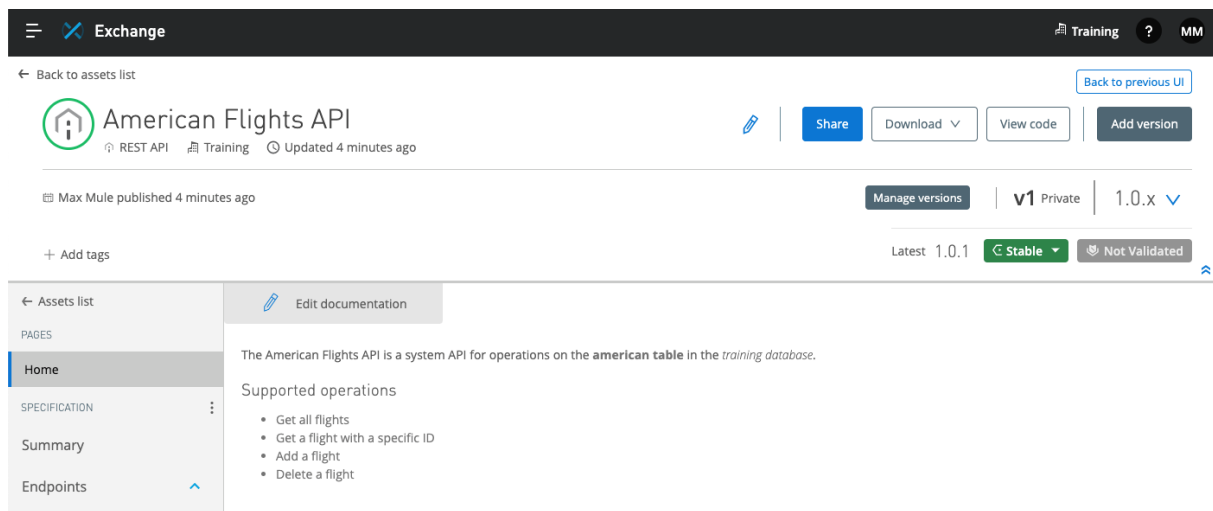 Exchange
Training ? MM
Back to assets list
Back to previous UI
American Flights API
Share Download View code Add version
REST API Training Updated 4 minutes ago
Max Mule published 4 minutes ago
Manage versions v1 Private 1.0.x
Add tags
Latest 1.0.1 Stable Not Validated
Assets list
Edit documentation
PAGES
Home
SPECIFICATION
Summary
Endpoints
The American Flights API is a system API for operations on the american table in the training database.
Supported operations
Get all flights
Get a flight with a specific ID
Add a flight
Delete a flight